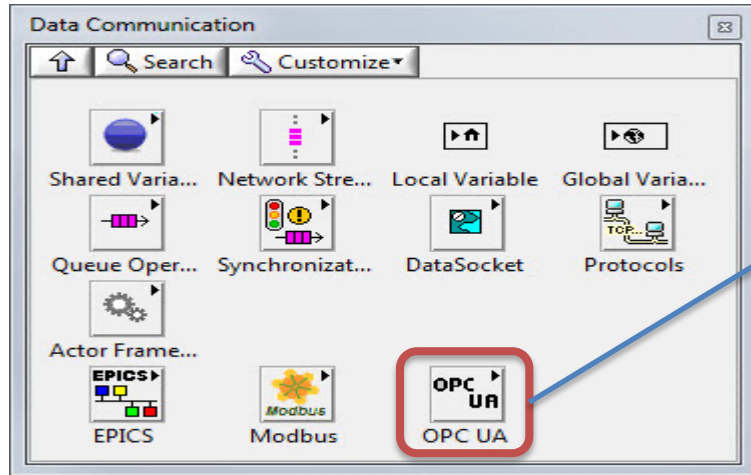 Data Communication
Search Customize
Shared Varia... Network Stre... Local Variable Global Varia...
Queue Oper... Synchronizat... DataSocket Protocols
TCP
Actor Frame...
EPICS
Modbus
OPC
UA
EPICS Modbus OPC UA